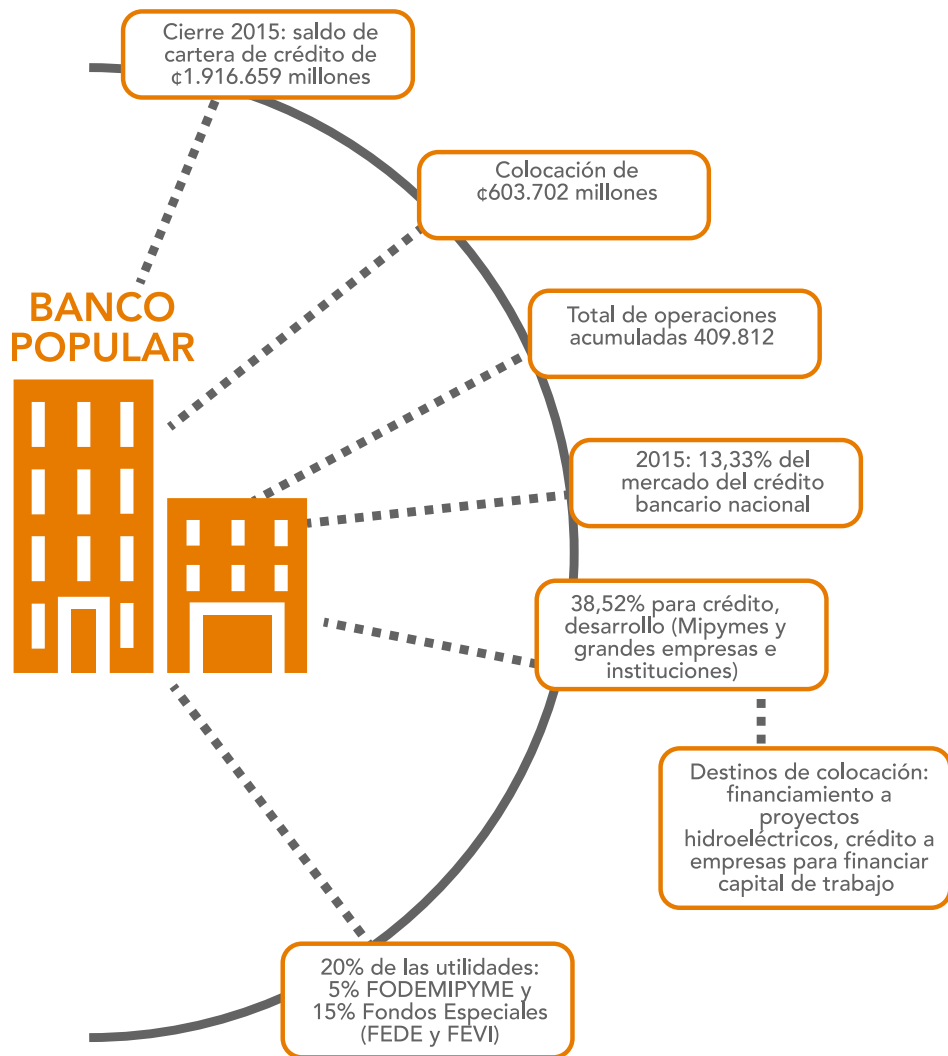 Cierre 2015: saldo de
cartera de crédito de
¢1.916.659 millones
Colocación de
¢603.702 millones
BANCO
POPULAR
Total de operaciones
acumuladas 409.812
2015: 13,33% del
mercado del crédito
bancario nacional
38,52% para crédito,
desarrollo (Mipymes y
grandes empresas e
instituciones)
Destinos de colocación:
financiamiento a
proyectos
hidroeléctricos, crédito a
empresas para financiar
capital de trabajo
20% de las utilidades:
5% FODEMIPYME y
15% Fondos Especiales
(FEDE y FEVI)